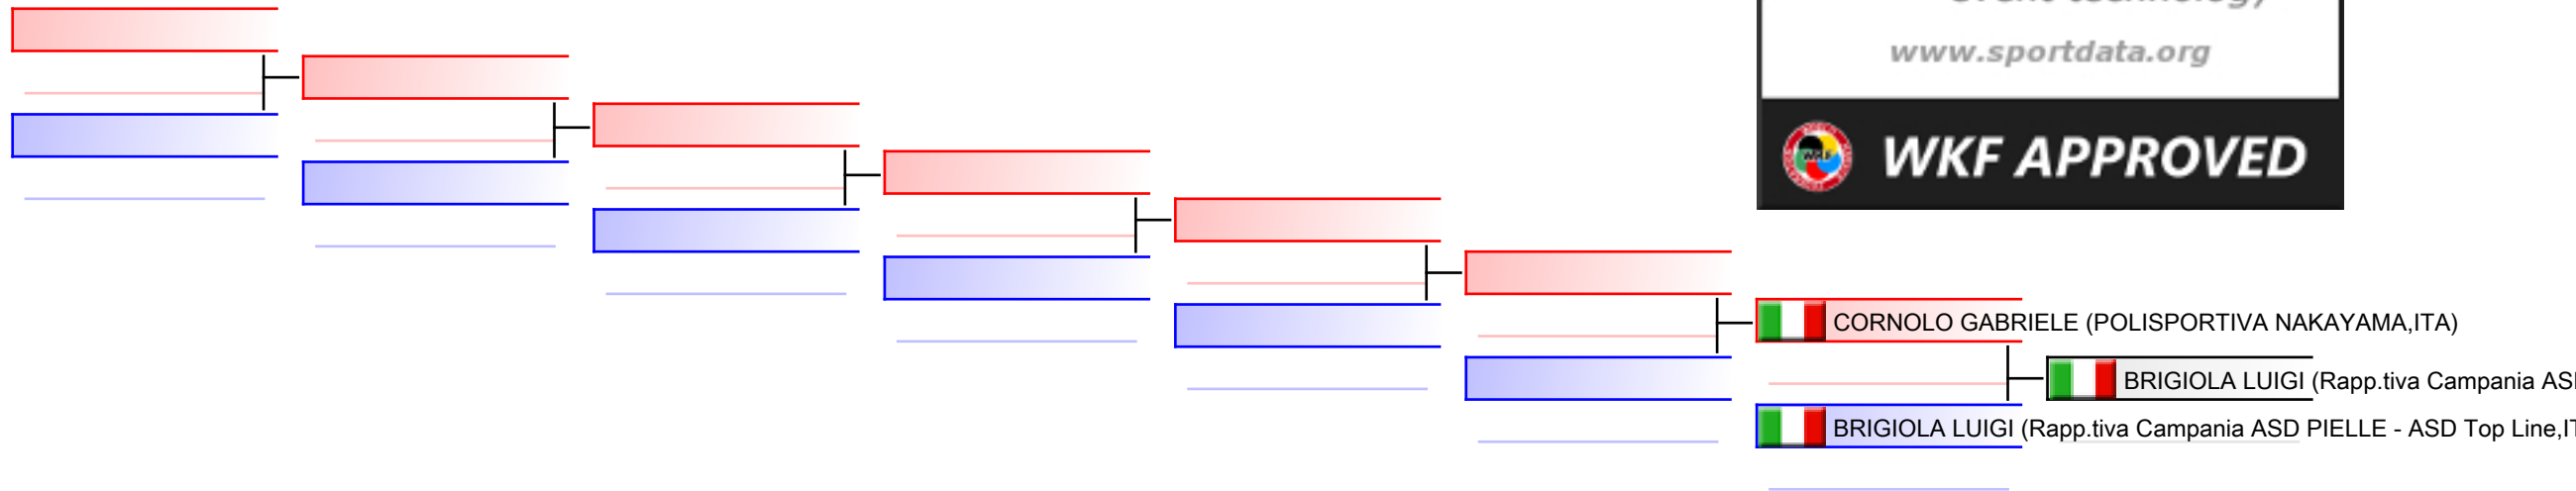 www.sportdata.org
WKF APPROVED
CORNOLO GABRIELE (POLISPORTIVA NAKAYAMA,ITA)
BRIGIOLA LUIGI (Rapp.tiva Campania
BRIGIOLA LUIGI (Rapp.tiva Campania ASD PIELLE - ASD Top Line,